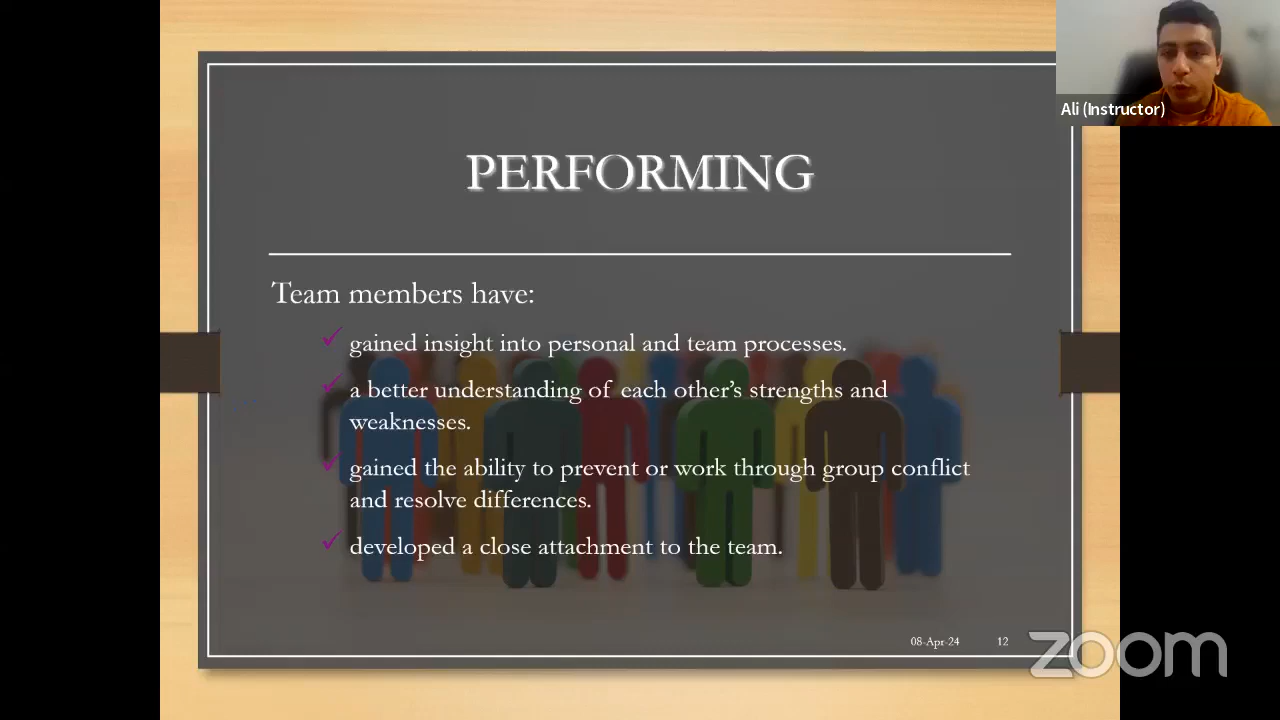 Ali (Instructor)
PERFORMING
Team members have:
✓ gained insight into personal and team processes.
✓ a better understanding of each other’s strengths and
weaknesses.
✓ gained the ability to prevent or work through group conflict
and resolve differences.
✓ developed a close attachment to the team.
08-Apr-24 12
zoom